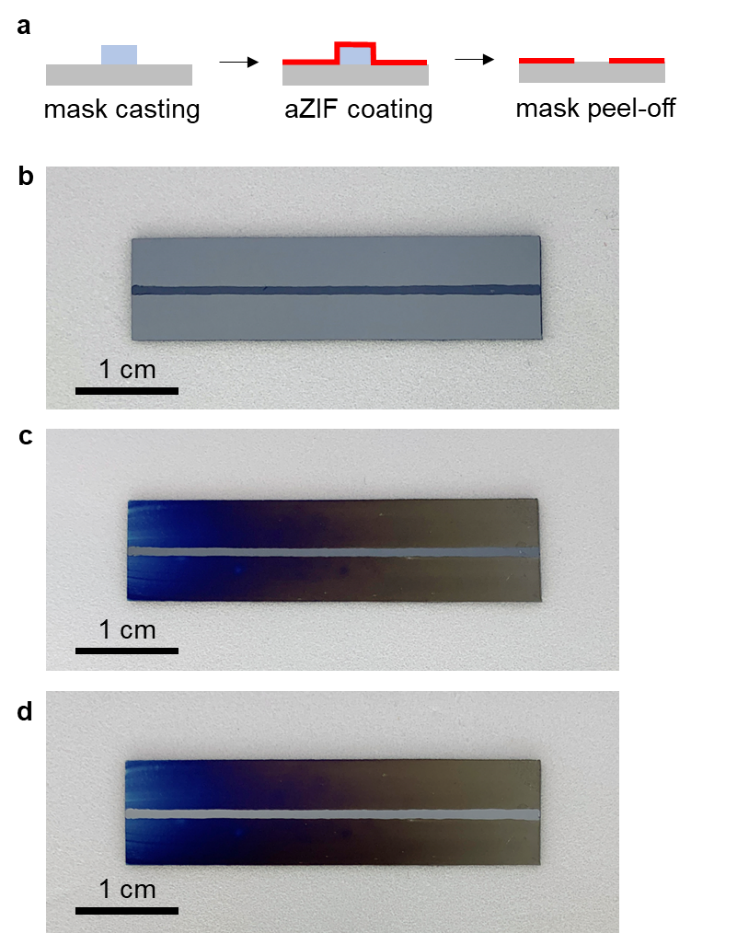 a
mask casting
aZIF coating
mask peel-off
b
1 cm
c
1 cm
d
1 cm